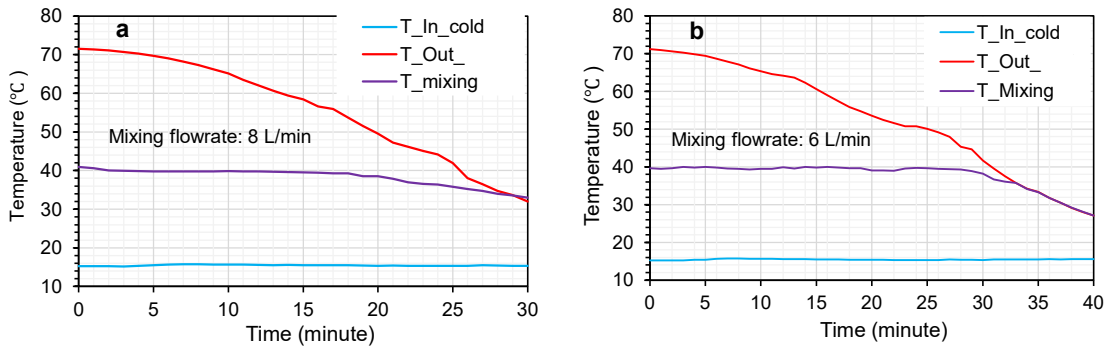 a
T_In_cold
T_Out_
T_mixing
Mixing flowrate: 8 L/min
Temperature (℃)
80
70
60
50
40
30
20
10
0 5 10 15 20 25 30
Time (minute)
b
T_In_cold
T_Out_
T_Mixing
Mixing flowrate: 6 L/min
Temperature (℃)
80
70
60
50
40
30
20
10
0 5 10 15 20 25 30 35 40
Time (minute)